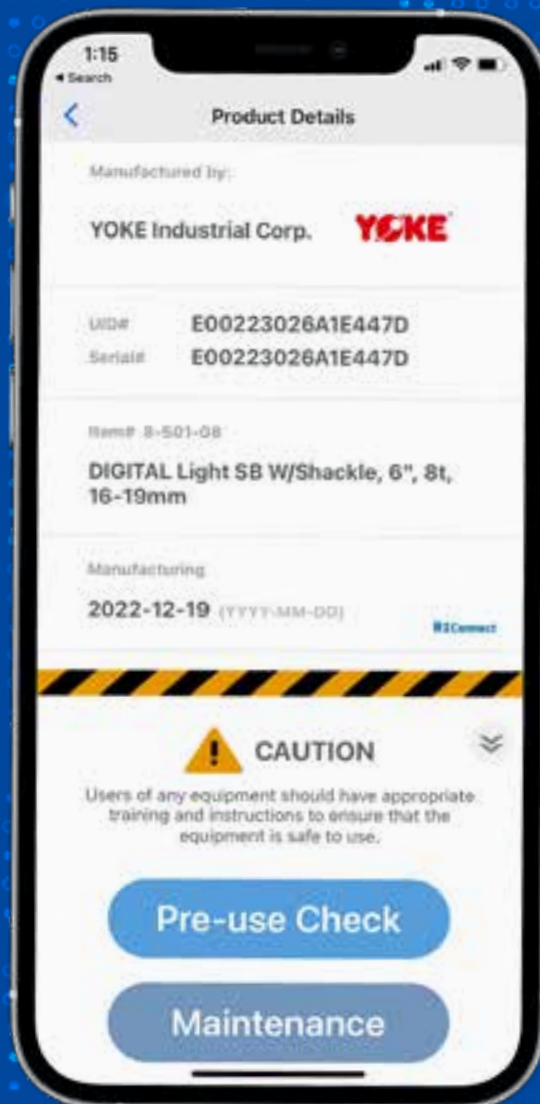 1:15
Search
Product Details
Manufactured by:
YOKE Industrial Corp. YOKE
UID# E00223026A1E447D
Serial# E00223026A1E447D
Item# 8-501-08
DIGITAL Light SB W/Shackle, 6", 8t,
16-19mm
Manufacturing
2022-12-19 (YYYY-MM-DD)
CAUTION
Users of any equipment should have appropriate
training and instructions to ensure that the
equipment is safe to use.
Pre-use Check
Maintenance